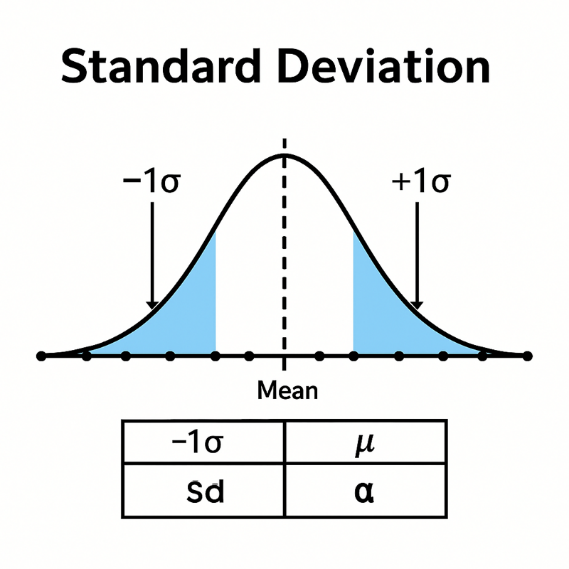 Standard Deviation
−1σ +1σ
Mean
−1σ μ
Sd α